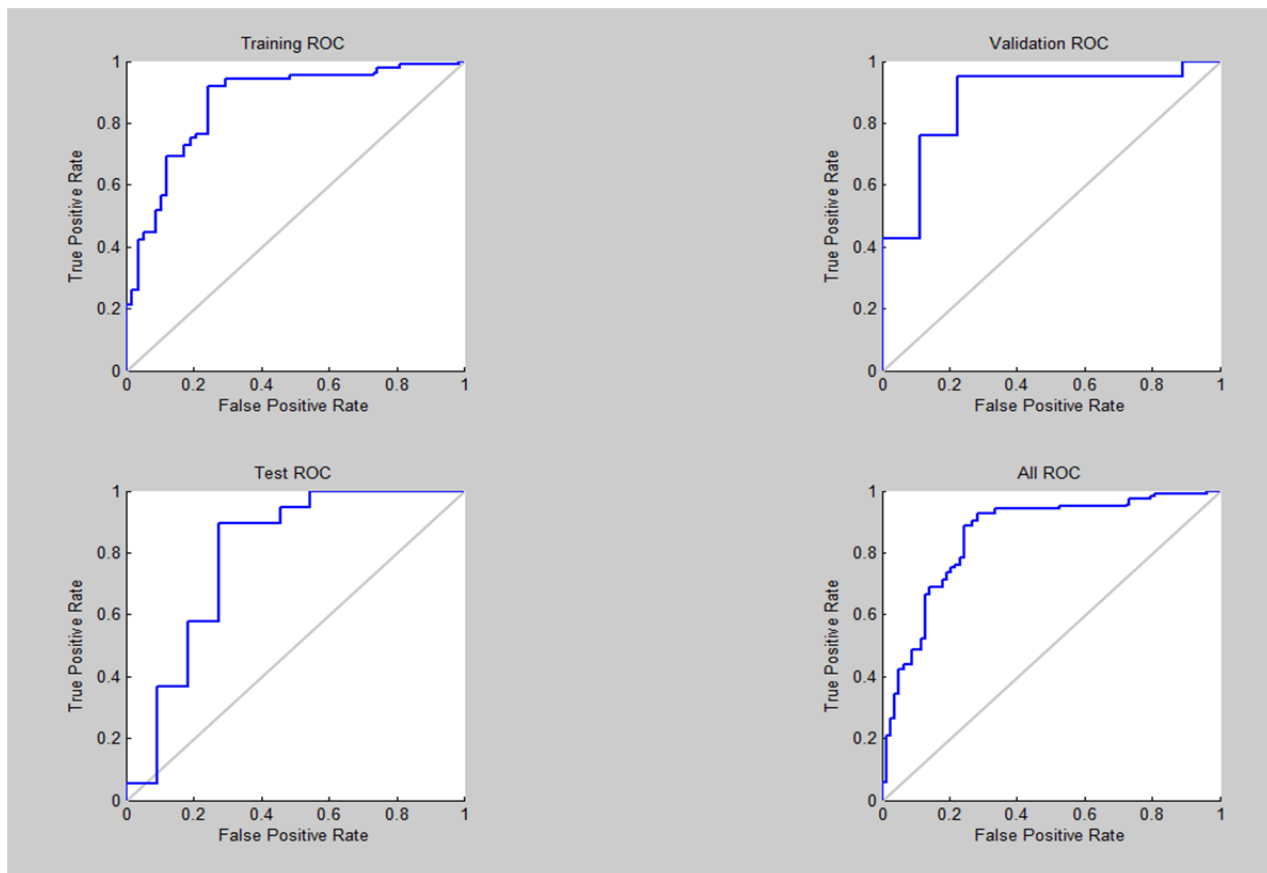 Training ROC
1
0.8
0.6
0.4
0.2
0
True Positive Rate
0 0.2 0.4 0.6 0.8 1
False Positive Rate
Validation ROC
1
0.8
0.6
0.4
0.2
0
True Positive Rate
0 0.2 0.4 0.6 0.8 1
False Positive Rate
Test ROC
1
0.8
0.6
0.4
0.2
0
True Positive Rate
0 0.2 0.4 0.6 0.8 1
False Positive Rate
All ROC
1
0.8
0.6
0.4
0.2
0
True Positive Rate
0 0.2 0.4 0.6 0.8 1
False Positive Rate